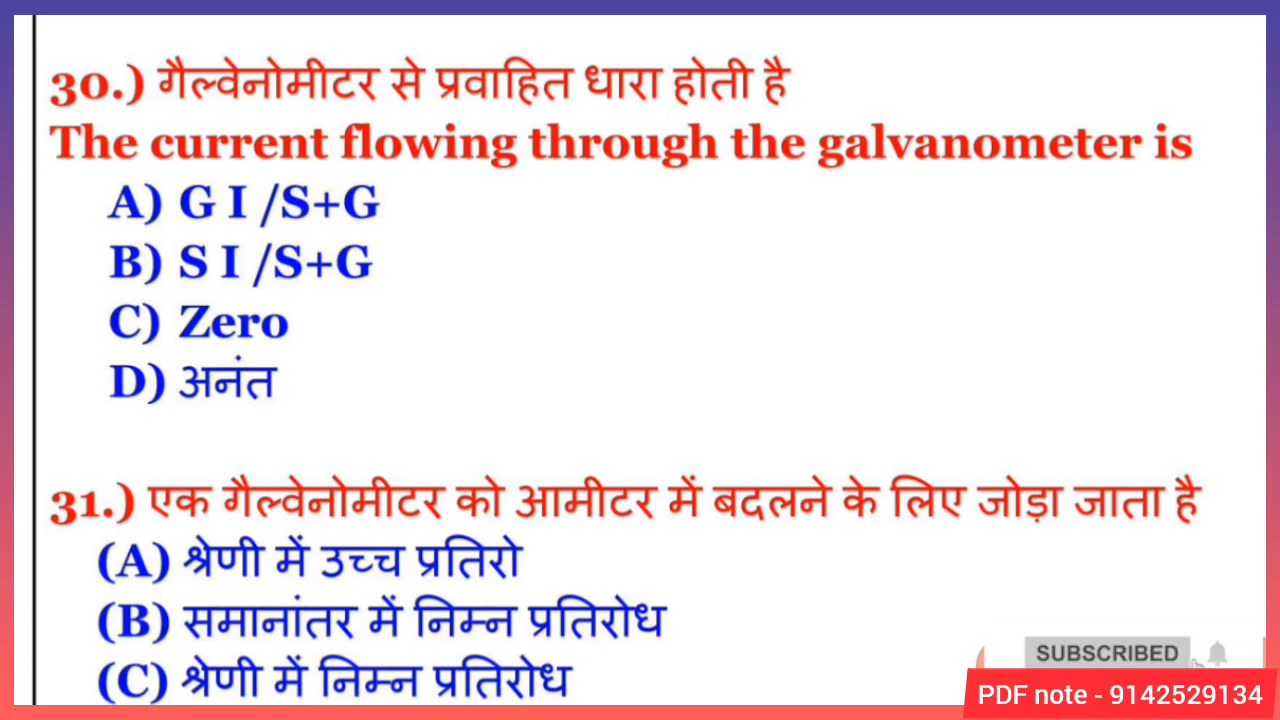 30.) गैल्वेनोमीटर से प्रवाहित धारा होती है
The current flowing through the galvanometer is
A) G I /S+G
B) S I /S+G
C) Zero
D) अनंत
31.) एक गैल्वेनोमीटर को आमीटर में बदलने के लिए जोड़ा जाता है
(A) श्रेणी में उच्च प्रतिरो
(B) समानांतर में निम्न प्रतिरोध
(C) श्रेणी में निम्न प्रतिरोध
SUBSCRIBED
PDF note - 9142529134